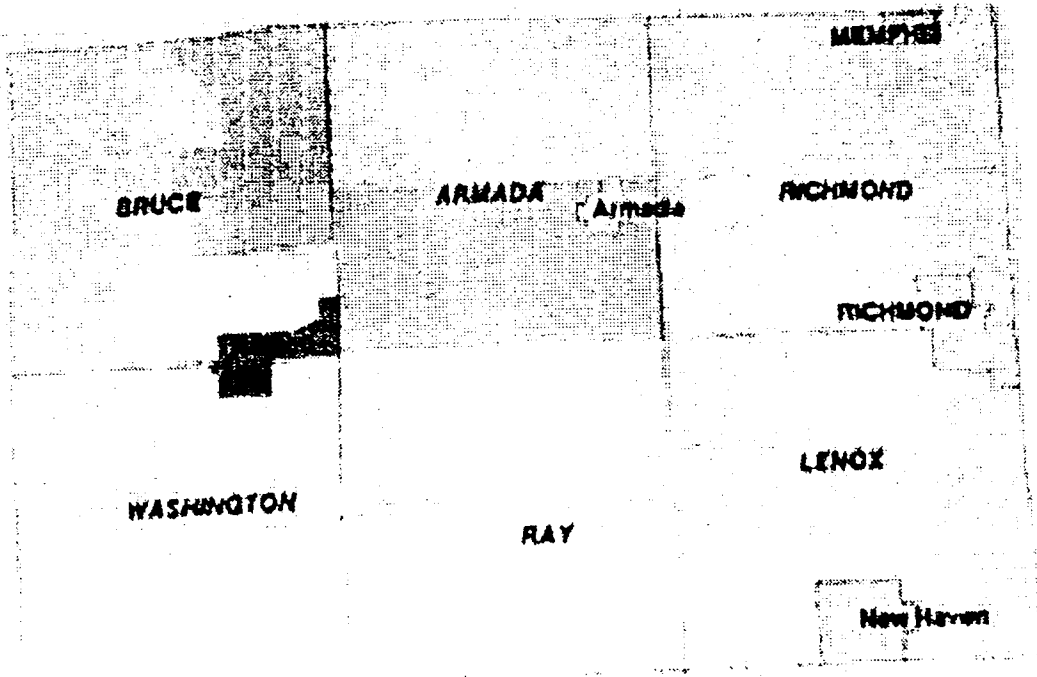 MEMPHIS
BRUCE
ARMADA
Armada
RICHMOND
RICHMOND
LENOX
WASHINGTON
RAY
New Haven